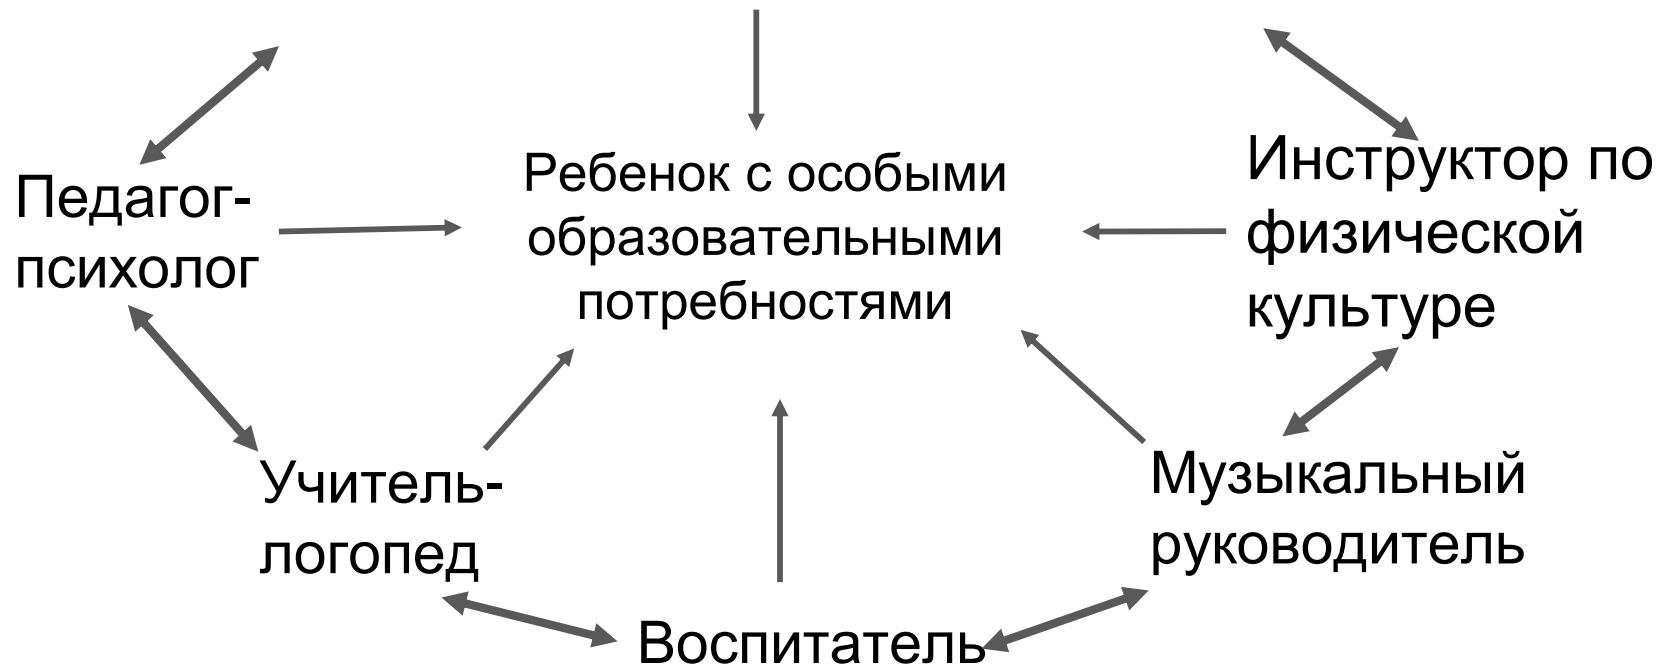 Педагог-
психолог
Ребенок с особыми
образовательными
потребностями
Инструктор по
физической
культуре
Учитель-
логопед
Музыкальный
руководитель
Воспитатель